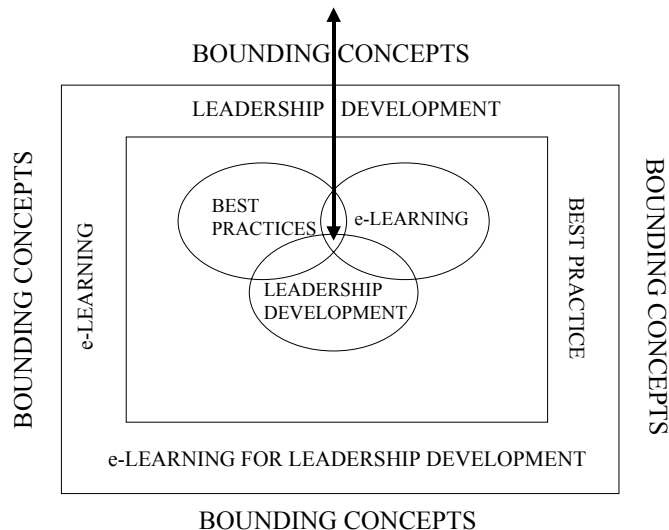 BOUNDING CONCEPTS
LEADERSHIP DEVELOPMENT
BOUNDING CONCEPTS
e-LEARNING
BEST
PRACTICES
e-LEARNING
LEADERSHIP
DEVELOPMENT
BEST PRACTICE
BOUNDING CONCEPTS
e-LEARNING FOR LEADERSHIP DEVELOPMENT
BOUNDING CONCEPTS